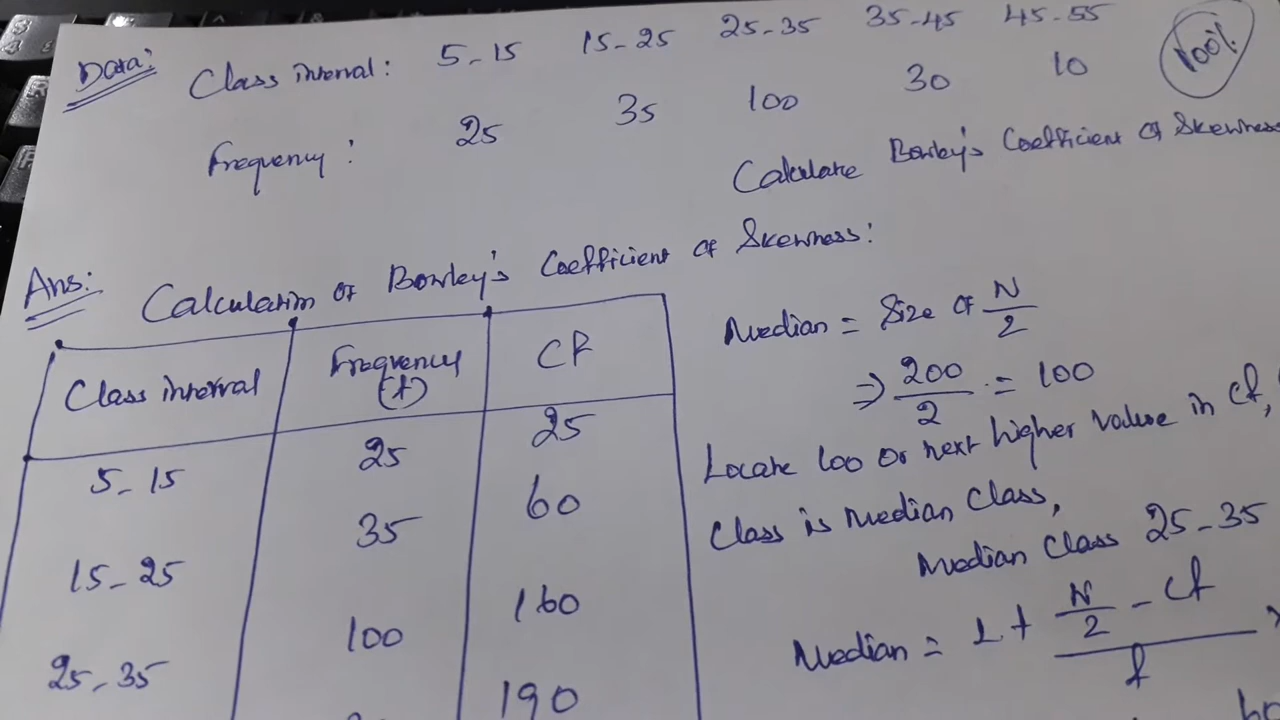 Data: Class interval: 5-15 15-25 25-35 35-45 45-55 100%
Frequency: 25 35 100 30 10
Calculate Bowley's Coefficient of Skewness
Ans: Calculation of Bowley's Coefficient of Skewness:
Class interval Frequency (f) CF
5-15 25 25
15-25 35 60
25-35 100 160
190
Median = Size of N/2
⇒ 200/2 = 100
Locate 100 or next higher value in cf,
Class is median class,
Median Class 25-35
Median = L + N/2 - cf
f